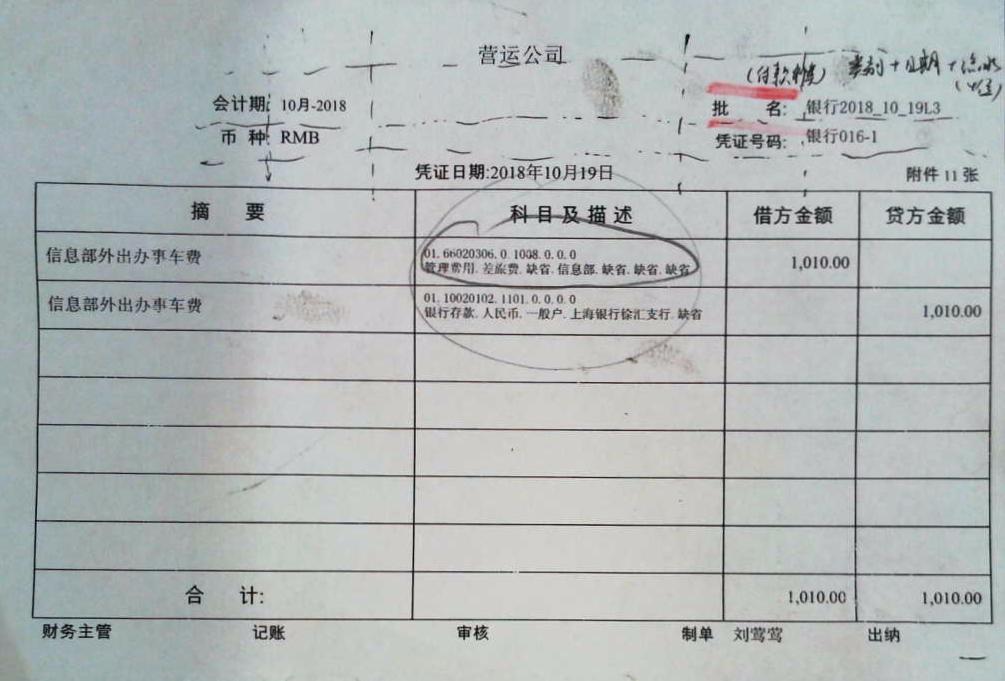 营运公司
(付款 类别+日期+流水
会计期: 10月-2018 批 名: 银行2018_10_19L3
币 种: RMB 凭证号码: 银行016-1
凭证日期:2018年10月19日 附件 11 张
摘 要 科目及描述 借方金额 贷方金额
信息部外出办事车费 01.66020306.0.1008.0.0.0 1,010.00
管理费用.差旅费.缺省.信息部.缺省.缺省.缺省
信息部外出办事车费 01.10020102.1101.0.0.0.0 1,010.00
银行存款.人民币.一般户.上海银行徐汇支行.缺省
合 计: 1,010.00 1,010.00
财务主管 记账 审核 制单 刘莺莺 出纳